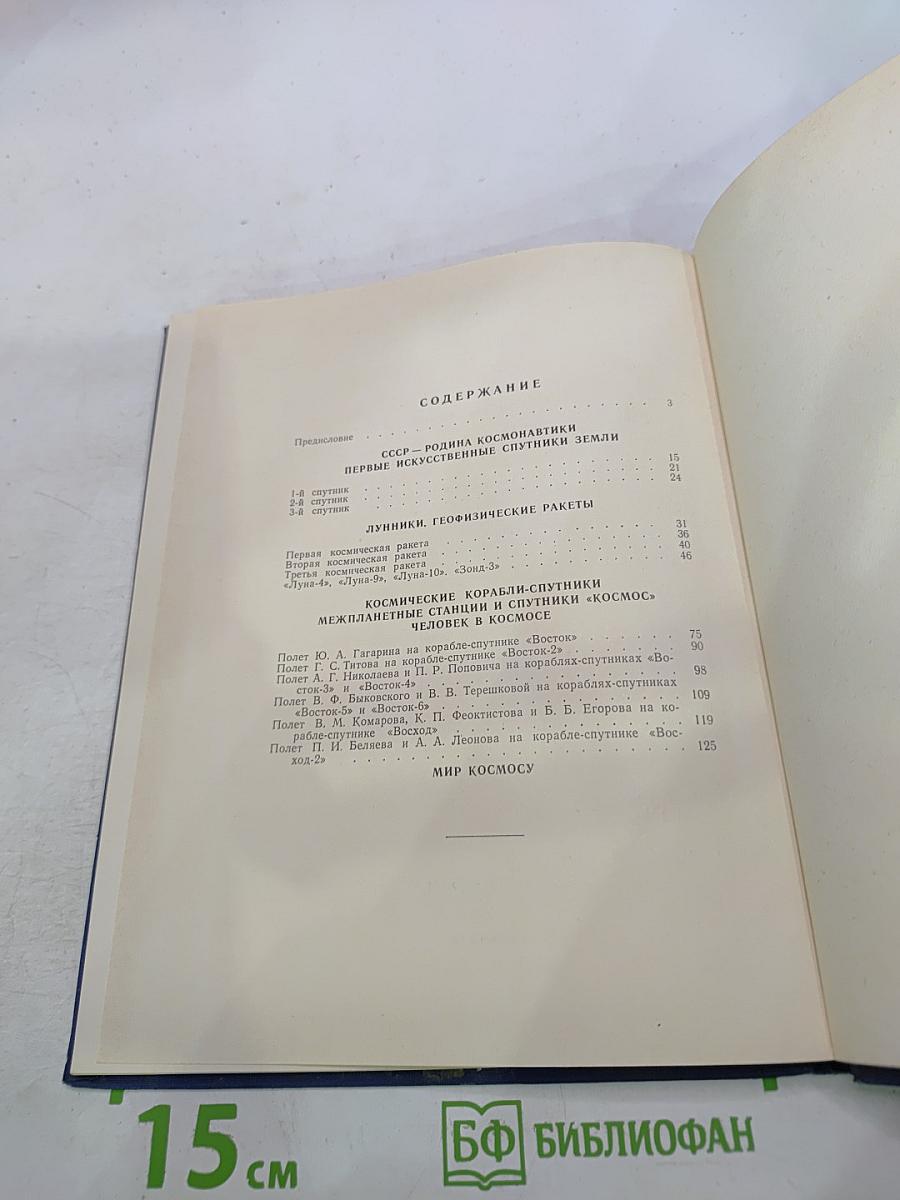 СОДЕРЖАНИЕ
Предисловие . . . . . . . . . . . . . . . . . . . . 3
СССР — РОДИНА КОСМОНАВТИКИ
ПЕРВЫЕ ИСКУССТВЕННЫЕ СПУТНИКИ ЗЕМЛИ
1-й спутник . . . . . . . . . . . . . . . . . . . . 15
2-й спутник . . . . . . . . . . . . . . . . . . . . 21
3-й спутник . . . . . . . . . . . . . . . . . . . . 24
ЛУННИКИ. ГЕОФИЗИЧЕСКИЕ РАКЕТЫ
Первая космическая ракета . . . . . . . . . . . . . 31
Вторая космическая ракета . . . . . . . . . . . . . 36
Третья космическая ракета . . . . . . . . . . . . . 40
«Луна-4», «Луна-9», «Луна-10». «Зонд-3» . . . . . . . . 46
КОСМИЧЕСКИЕ КОРАБЛИ-СПУТНИКИ
МЕЖПЛАНЕТНЫЕ СТАНЦИИ И СПУТНИКИ «КОСМОС»
ЧЕЛОВЕК В КОСМОСЕ
Полет Ю. А. Гагарина на корабле-спутнике «Восток» . . . . . . 75
Полет Г. С. Титова на корабле-спутнике «Восток-2» . . . . . . 90
Полет А. Г. Николаева и П. Р. Поповича на кораблях-спутниках «Во-
сток-3» и «Восток-4» . . . . . . . . . . . . . . . . 98
Полет В. Ф. Быковского и В. В. Терешковой на кораблях-спутниках
«Восток-5» и «Восток-6» . . . . . . . . . . . . . . . 109
Полет В. М. Комарова, К. П. Феоктистова и Б. Б. Егорова на ко-
рабле-спутнике «Восход» . . . . . . . . . . . . . . . 119
Полет П. И. Беляева и А. А. Леонова на корабле-спутнике «Вос-
ход-2» . . . . . . . . . . . . . . . . . . . . . 125
МИР КОСМОСУ
15 см
БФ БИБЛИОФАН